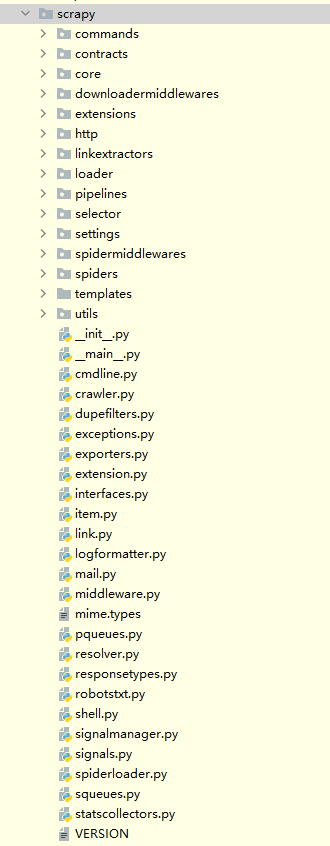 scrapy
commands
contracts
core
downloadermiddlewares
extensions
http
linkextractors
loader
pipelines
selector
settings
spidermiddlewares
spiders
templates
utils
__init__.py
__main__.py
cmdline.py
crawler.py
dupefilters.py
exceptions.py
exporters.py
extension.py
interfaces.py
item.py
link.py
logformatter.py
mail.py
middleware.py
mime.types
pqueues.py
resolver.py
responsetypes.py
robotstxt.py
shell.py
signalmanager.py
signals.py
spiderloader.py
squeues.py
statscollectors.py
VERSION